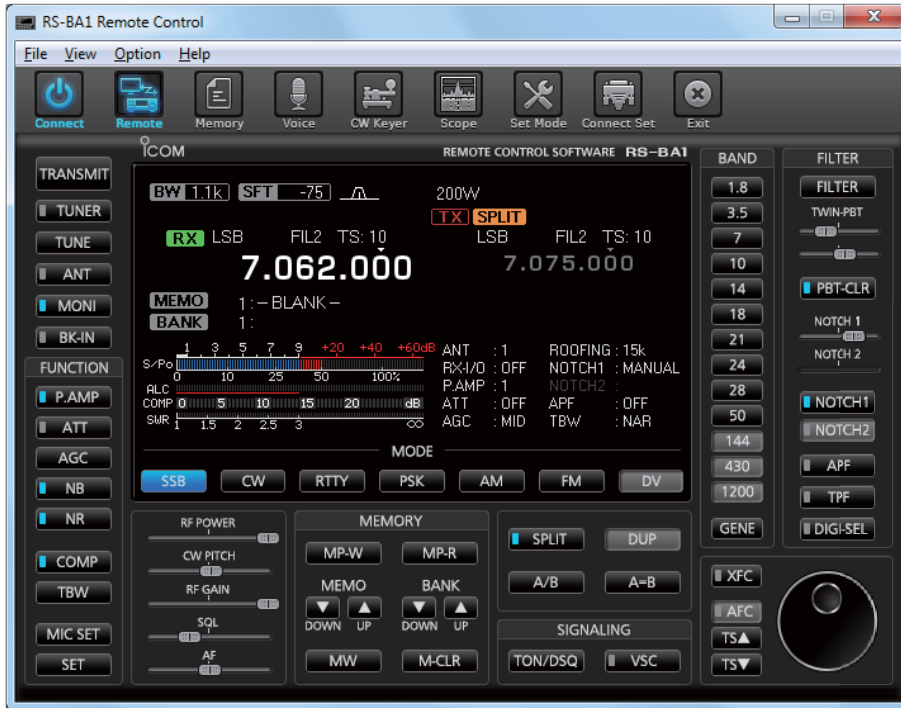 RS-BA1 Remote Control
File View Option Help
Connect Remote Memory Voice CW Keyer Scope Set Mode Connect Set Exit
ICOM REMOTE CONTROL SOFTWARE RS-BA1
TRANSMIT
TUNER
TUNE
ANT
MONI
BK-IN
FUNCTION
P.AMP
ATT
AGC
NB
NR
COMP
TBW
MIC SET
SET
BW 1.1k SFT -75 200W
TX SPLIT
RX LSB FIL2 TS: 10 LSB FIL2 TS: 10
7.062.000 7.075.000
MEMO 1: – BLANK –
BANK 1:
1 3 5 7 9 +20 +40 +60dB
S/Po
0 10 25 50 100%
ALC
COMP 0 5 10 15 20 dB
SWR 1 1.5 2 2.5 3 ∞
ANT : 1 ROOFING : 15k
RX-I/O : OFF NOTCH1 : MANUAL
P.AMP : 1 NOTCH2 :
ATT : OFF APF : OFF
AGC : MID TBW : NAR
MODE
SSB CW RTTY PSK AM FM DV
RF POWER
CW PITCH
RF GAIN
SQL
AF
MEMORY
MP-W MP-R
MEMO BANK
DOWN UP DOWN UP
MW M-CLR
SPLIT DUP
A/B A=B
SIGNALING
TON/DSQ VSC
BAND
1.8
3.5
7
10
14
18
21
24
28
50
144
430
1200
GENE
FILTER
FILTER
TWIN-PBT
PBT-CLR
NOTCH 1
NOTCH 2
NOTCH1
NOTCH2
APF
TPF
DIGI-SEL
XFC
AFC
TS▲
TS▼